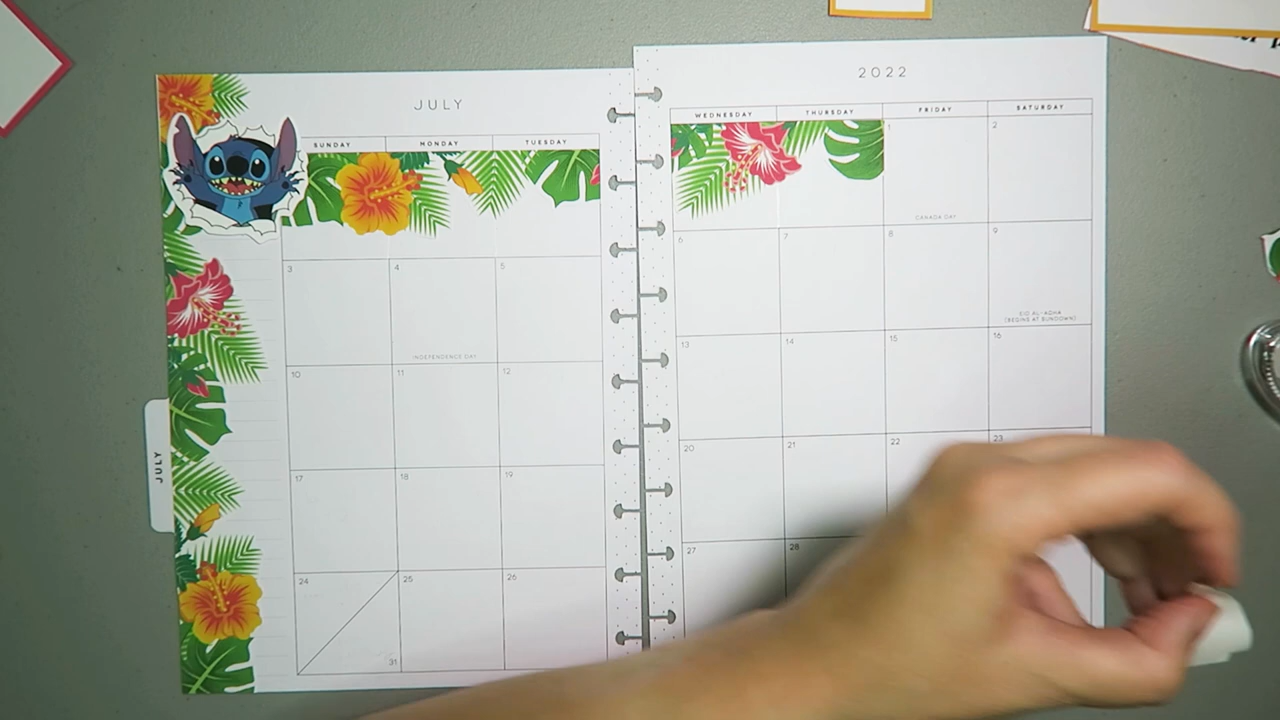 JULY
2022
SUNDAY MONDAY TUESDAY
WEDNESDAY THURSDAY FRIDAY SATURDAY
1 2
CANADA DAY
3 4 5
INDEPENDENCE DAY
6 7 8 9
EID AL-ADHA
(BEGINS AT SUNDOWN)
10 11 12
13 14 15 16
17 18 19
20 21 22 23
24 25 26
31
27 28
JULY